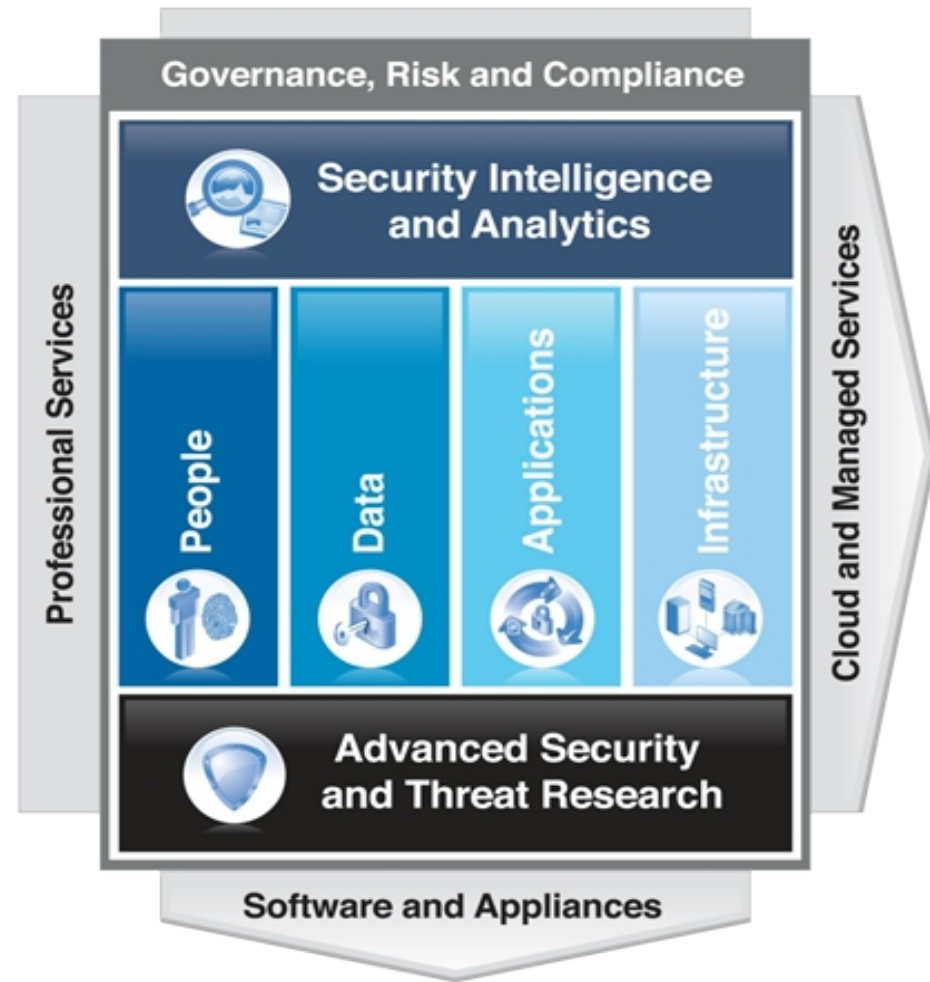 Governance, Risk and Compliance
Security Intelligence
and Analytics
Professional Services
People
Data
Applications
Infrastructure
Cloud and Managed Services
Advanced Security
and Threat Research
Software and Appliances